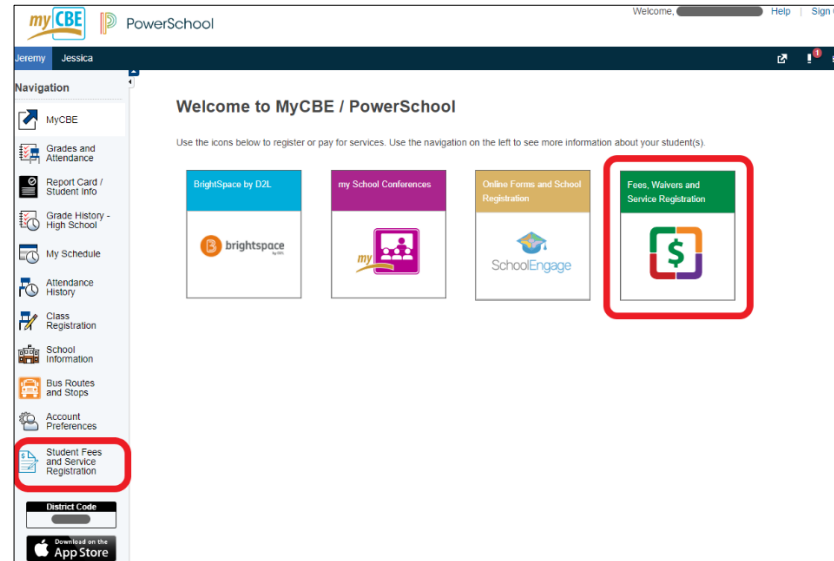 my CBE PowerSchool
Welcome, Help | Sign
Jeremy Jessica
1
Navigation
MyCBE
Grades and
Attendance
Report Card /
Student Info
Grade History -
High School
My Schedule
Attendance
History
Class
Registration
School
Information
Bus Routes
and Stops
Account
Preferences
Student Fees
and Service
Registration
District Code
Download on the
App Store
Welcome to MyCBE / PowerSchool
Use the icons below to register or pay for services. Use the navigation on the left to see more information about your student(s).
BrightSpace by D2L
brightspace
my School Conferences
my
Online Forms and School
Registration
SchoolEngage
Fees, Waivers and
Service Registration
$